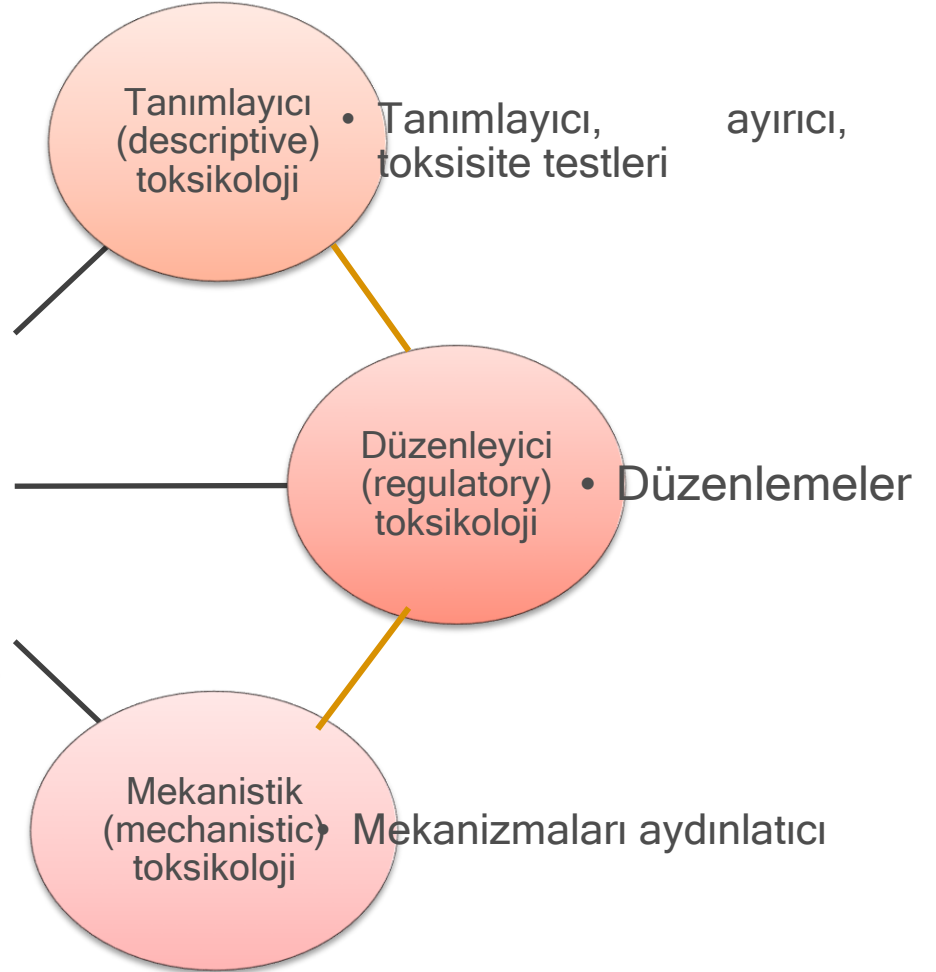 Tanımlayıcı
(descriptive)
toksikoloji
• Tanımlayıcı, ayırıcı,
toksisite testleri
Düzenleyici
(regulatory)
toksikoloji
• Düzenlemeler
Mekanistik
(mechanistic)
toksikoloji
• Mekanizmaları aydınlatıcı